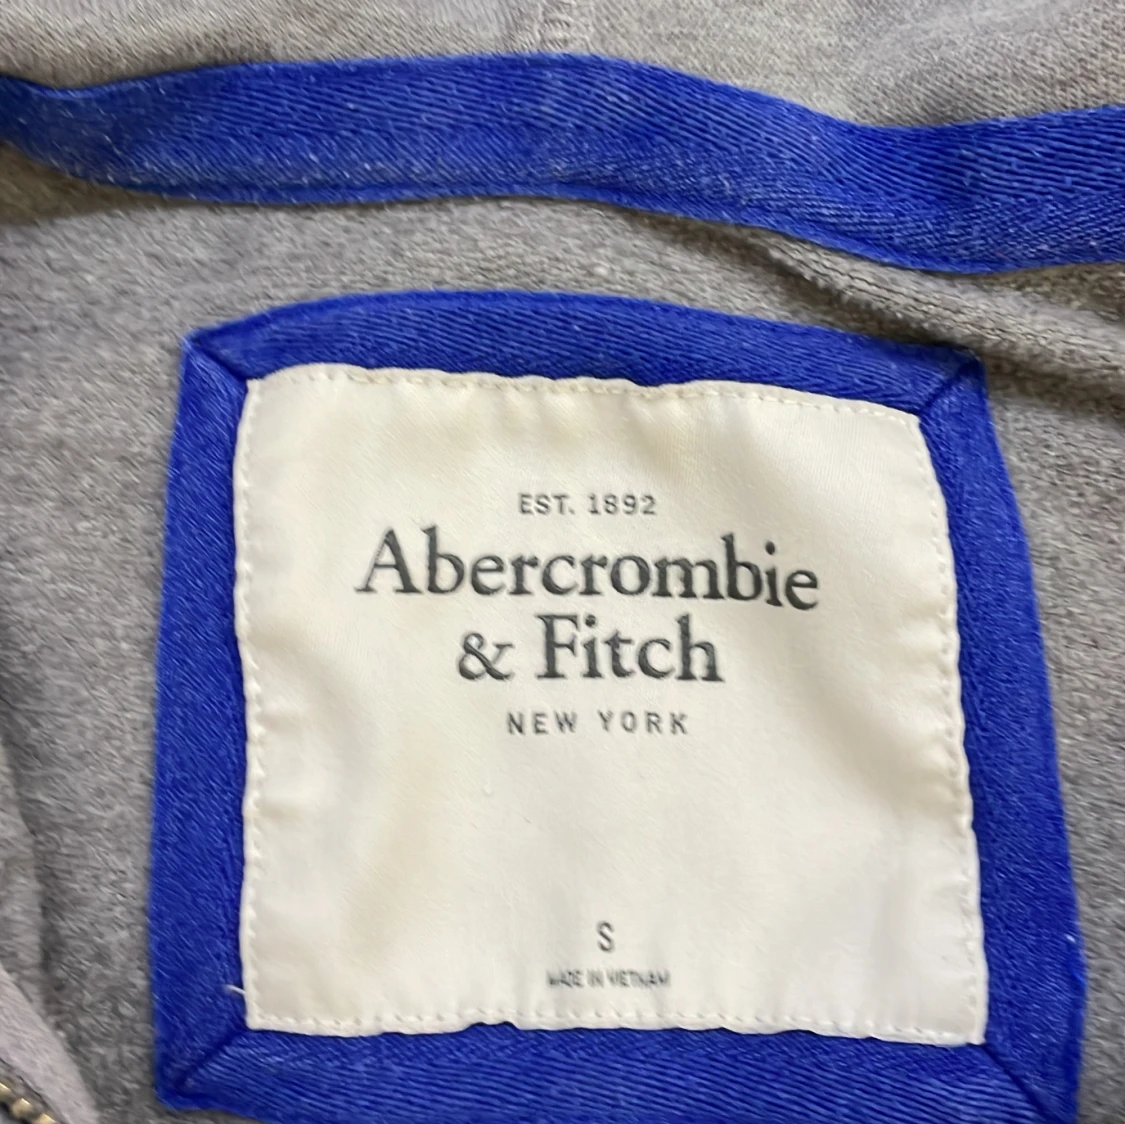 EST. 1892
Abercrombie
& Fitch
NEW YORK
S
MADE IN VIETNAM